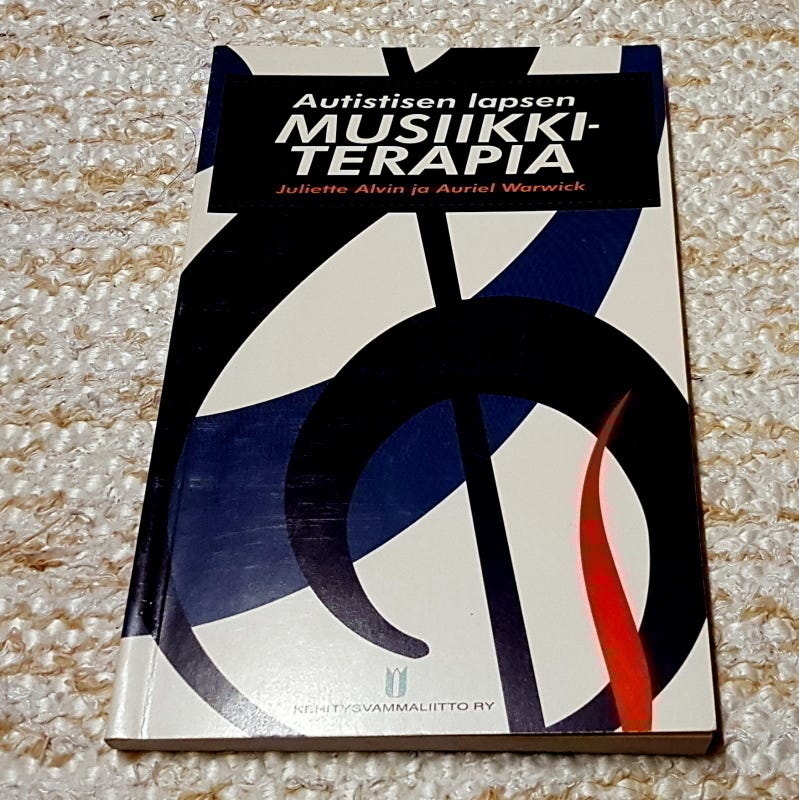 Autistisen lapsen
MUSIIKKI-
TERAPIA
Juliette Alvin ja Auriel Warwick
KEHITYSVAMMALIITTO RY